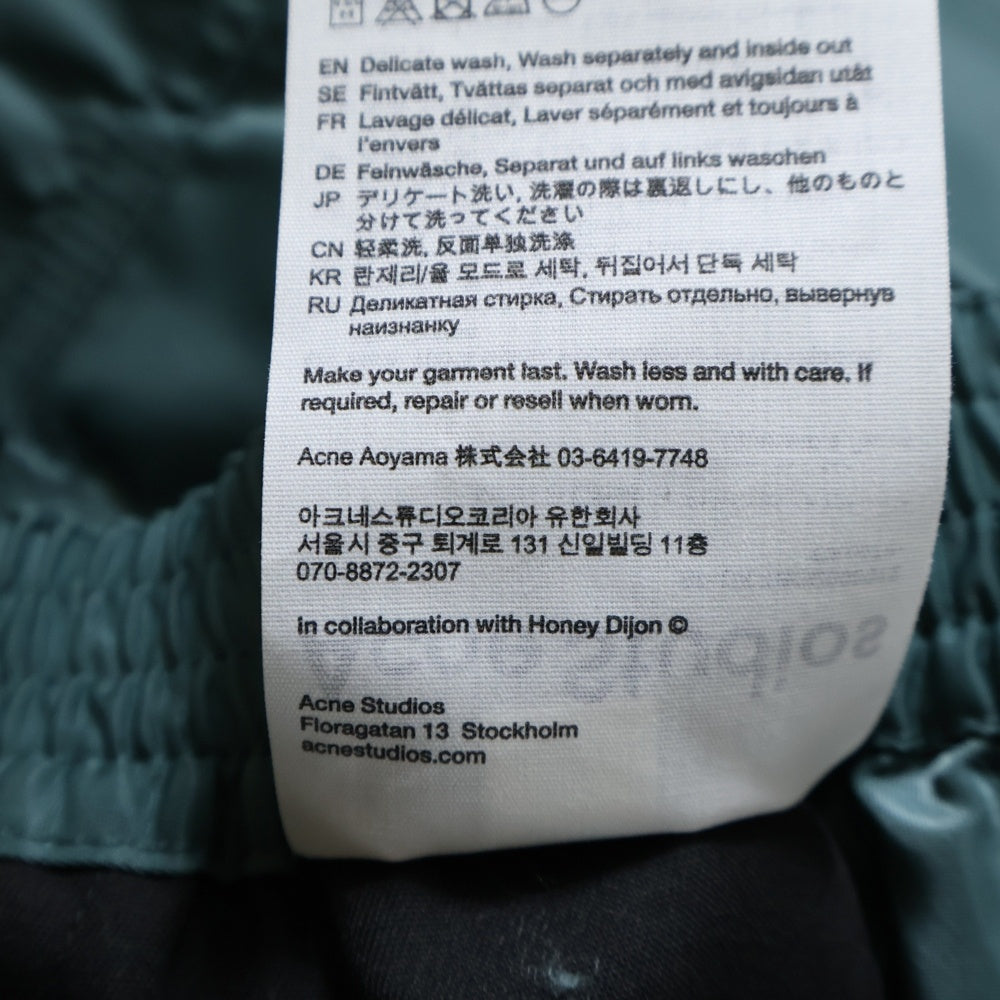 EN Delicate wash, Wash separately and inside out
SE Fintvätt, Tvättas separat och med avigsidan utåt
FR Lavage délicat, Laver séparément et toujours à
l'envers
DE Feinwäsche, Separat und auf links waschen
JP デリケート洗い, 洗濯の際は裏返しにし、他のものと
分けて洗ってください
CN 轻柔洗, 反面单独洗涤
KR 란제리/울 모드로 세탁, 뒤집어서 단독 세탁
RU Деликатная стирка, Стирать отдельно, вывернув
наизнанку
Make your garment last. Wash less and with care. If
required, repair or resell when worn.
Acne Aoyama 株式会社 03-6419-7748
아크네스튜디오코리아 유한회사
서울시 중구 퇴계로 131 신일빌딩 11층
070-8872-2307
In collaboration with Honey Dijon ©
Acne Studios
Acne Studios
Floragatan 13 Stockholm
acnestudios.com